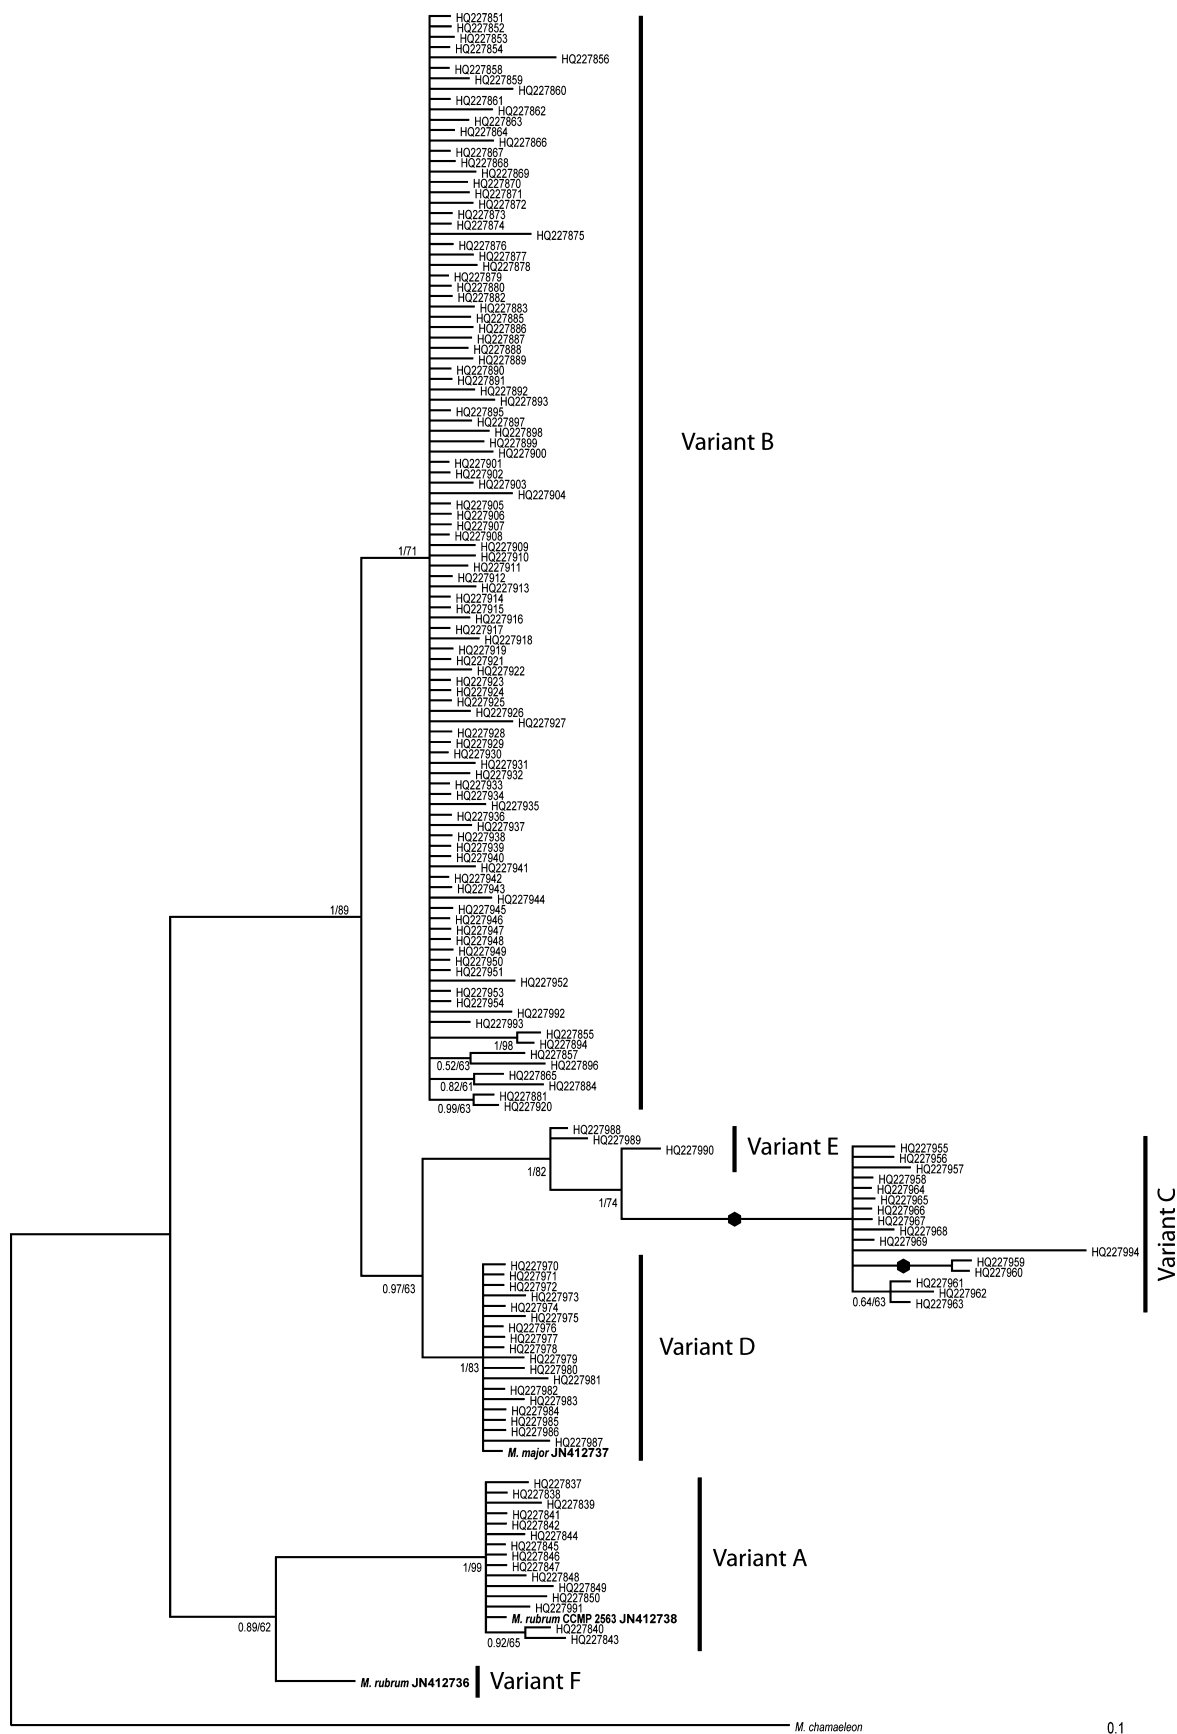 HQ227851
HQ227852
HQ227853
HQ227854
HQ227856
HQ227858
HQ227859
HQ227860
HQ227861
HQ227862
HQ227863
HQ227864
HQ227866
HQ227867
HQ227868
HQ227869
HQ227870
HQ227871
HQ227872
HQ227873
HQ227874
HQ227875
HQ227876
HQ227877
HQ227878
HQ227879
HQ227880
HQ227882
HQ227883
HQ227885
HQ227886
HQ227887
HQ227888
HQ227889
HQ227890
HQ227891
HQ227892
HQ227893
HQ227895
HQ227897
HQ227898
HQ227899
HQ227900
HQ227901
HQ227902
HQ227903
HQ227904
HQ227905
HQ227906
HQ227907
HQ227908
HQ227909
HQ227910
HQ227911
HQ227912
HQ227913
HQ227914
HQ227915
HQ227916
HQ227917
HQ227918
HQ227919
HQ227921
HQ227922
HQ227923
HQ227924
HQ227925
HQ227926
HQ227927
HQ227928
HQ227929
HQ227930
HQ227931
HQ227932
HQ227933
HQ227934
HQ227935
HQ227936
HQ227937
HQ227938
HQ227939
HQ227940
HQ227941
HQ227942
HQ227943
HQ227944
HQ227945
HQ227946
HQ227947
HQ227948
HQ227949
HQ227950
HQ227951
HQ227952
HQ227953
HQ227954
HQ227992
HQ227993
HQ227855
HQ227894
HQ227857
HQ227896
HQ227865
HQ227884
HQ227881
HQ227920
1/98
0.52/63
0.82/61
0.99/63
1/71
Variant B
1/89
HQ227988
HQ227989
HQ227990
1/82
1/74
Variant E
HQ227955
HQ227956
HQ227957
HQ227958
HQ227964
HQ227965
HQ227966
HQ227967
HQ227968
HQ227969
HQ227994
HQ227959
HQ227960
HQ227961
HQ227962
HQ227963
0.64/63
Variant C
0.97/63
HQ227970
HQ227971
HQ227972
HQ227973
HQ227974
HQ227975
HQ227976
HQ227977
HQ227978
HQ227979
HQ227980
HQ227981
HQ227982
HQ227983
HQ227984
HQ227985
HQ227986
HQ227987
M. major JN412737
1/83
Variant D
HQ227837
HQ227838
HQ227839
HQ227841
HQ227842
HQ227844
HQ227845
HQ227846
HQ227847
HQ227848
HQ227849
HQ227850
HQ227991
M. rubrum CCMP 2563 JN412738
HQ227840
HQ227843
1/99
0.92/65
Variant A
0.89/62
M. rubrum JN412736
Variant F
M. chamaeleon
0.1